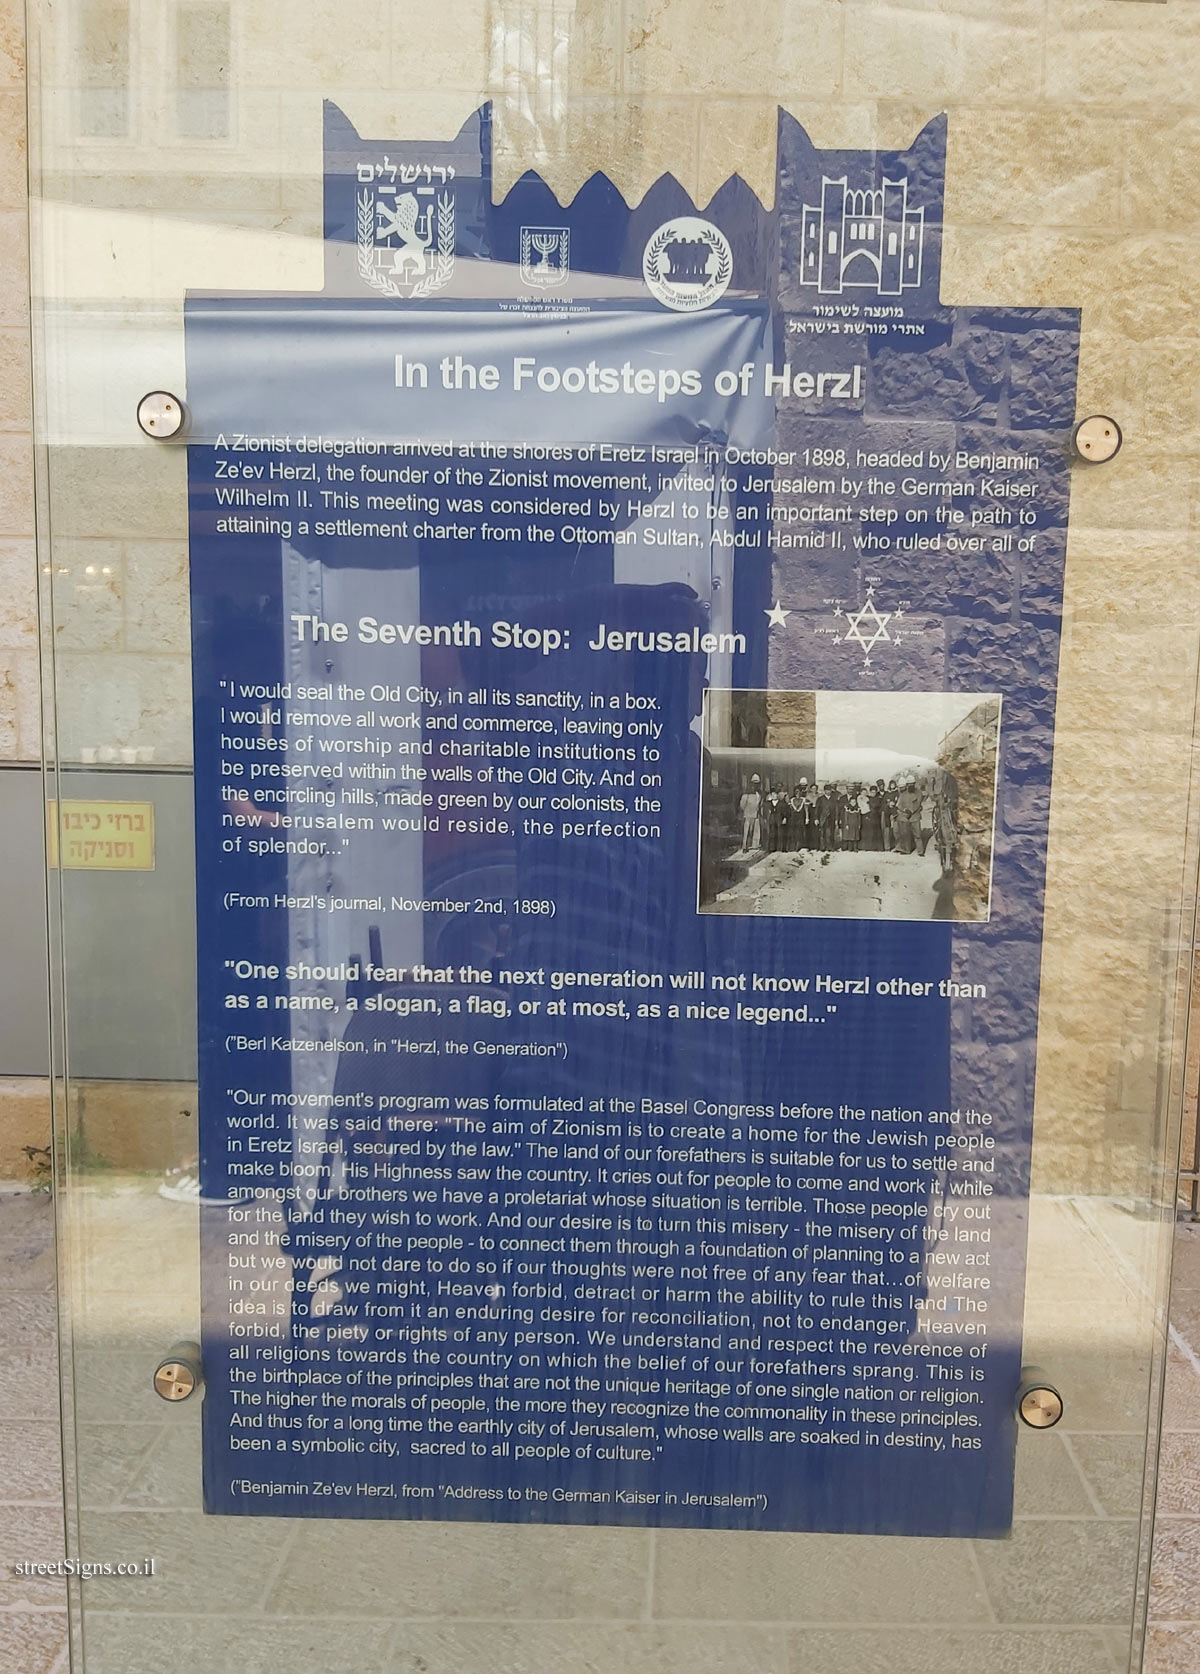 ירושלים
מועצה לשימור
אתרי מורשת בישראל
In the Footsteps of Herzl
A Zionist delegation arrived at the shores of Eretz Israel in October 1898, headed by Benjamin
Ze'ev Herzl, the founder of the Zionist movement, invited to Jerusalem by the German Kaiser
Wilhelm II. This meeting was considered by Herzl to be an important step on the path to
attaining a settlement charter from the Ottoman Sultan, Abdul Hamid II, who ruled over all of
The Seventh Stop: Jerusalem
"I would seal the Old City, in all its sanctity, in a box.
I would remove all work and commerce, leaving only
houses of worship and charitable institutions to
be preserved within the walls of the Old City. And on
the encircling hills, made green by our colonists, the
new Jerusalem would reside, the perfection
of splendor..."
(From Herzl's journal, November 2nd, 1898)
"One should fear that the next generation will not know Herzl other than
as a name, a slogan, a flag, or at most, as a nice legend..."
("Berl Katzenelson, in "Herzl, the Generation")
"Our movement's program was formulated at the Basel Congress before the nation and the
world. It was said there: "The aim of Zionism is to create a home for the Jewish people
in Eretz Israel, secured by the law." The land of our forefathers is suitable for us to settle and
make bloom. His Highness saw the country. It cries out for people to come and work it, while
amongst our brothers we have a proletariat whose situation is terrible. Those people cry out
for the land they wish to work. And our desire is to turn this misery - the misery of the land
and the misery of the people - to connect them through a foundation of planning to a new act
but we would not dare to do so if our thoughts were not free of any fear that...of welfare
in our deeds we might, Heaven forbid, detract or harm the ability to rule this land The
idea is to draw from it an enduring desire for reconciliation, not to endanger, Heaven
forbid, the piety or rights of any person. We understand and respect the reverence of
all religions towards the country on which the belief of our forefathers sprang. This is
the birthplace of the principles that are not the unique heritage of one single nation or religion.
The higher the morals of people, the more they recognize the commonality in these principles.
And thus for a long time the earthly city of Jerusalem, whose walls are soaked in destiny, has
been a symbolic city, sacred to all people of culture."
("Benjamin Ze'ev Herzl, from "Address to the German Kaiser in Jerusalem")
ברזי כיבוי
וסניקה
streetSigns.co.il